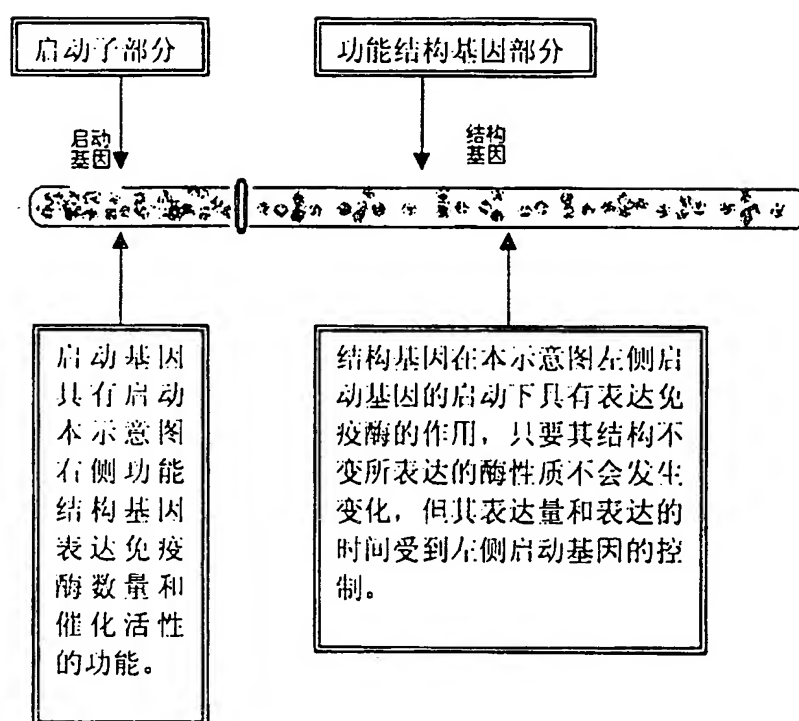 启动子部分
功能结构基因部分
启动
基因
结构
基因
启动基因
具有启动
本示意图
右侧功能
结构基因
表达免疫
酶数量和
催化活性
的功能。
结构基因在本示意图左侧启
动基因的启动下具有表达免
疫酶的作用，只要其结构不
变所表达的酶性质不会发生
变化，但其表达量和表达的
时间受到左侧启动基因的控
制。